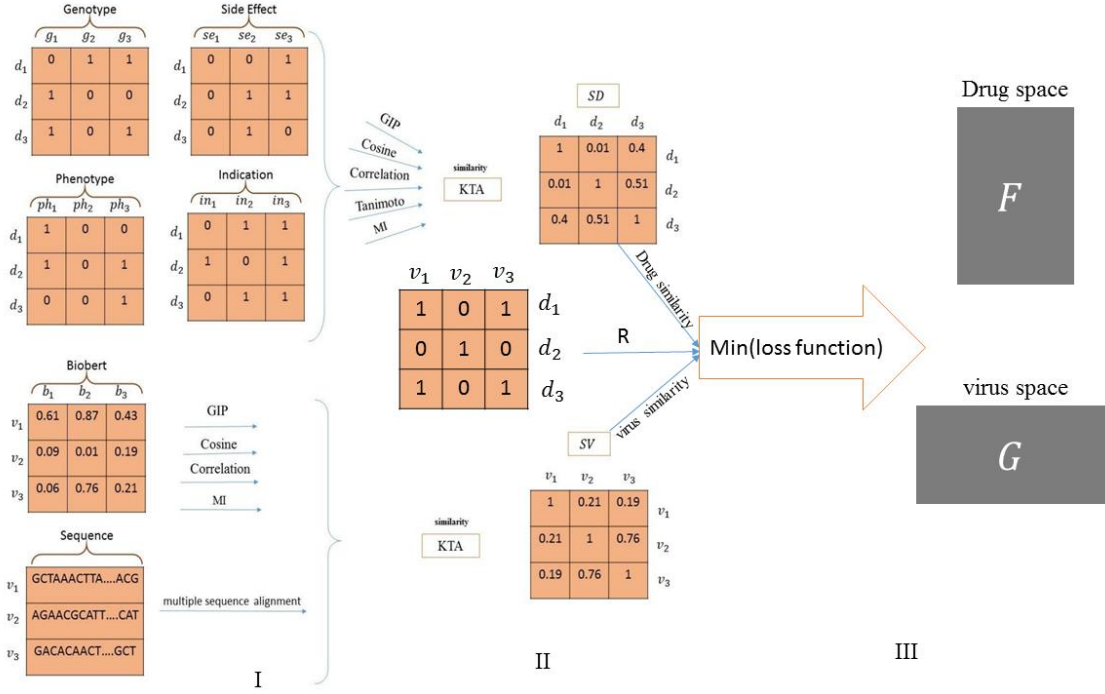 Genotype
g1 g2 g3
d1 0 1 1
d2 1 0 0
d3 1 0 1
Side Effect
se1 se2 se3
d1 0 0 1
d2 0 1 1
d3 0 1 0
Phenotype
ph1 ph2 ph3
d1 1 0 0
d2 1 0 1
d3 0 0 1
Indication
in1 in2 in3
d1 0 1 1
d2 1 0 1
d3 0 1 1
GIP
Cosine
Correlation
Tanimoto
MI
similarity
KTA
SD
d1 d2 d3
1 0.01 0.4 d1
0.01 1 0.51 d2
0.4 0.51 1 d3
v1 v2 v3
1 0 1 d1
0 1 0 d2
1 0 1 d3
R
Drug similarity
virus similarity
Min(loss function)
Drug space
F
virus space
G
Biobert
b1 b2 b3
v1 0.61 0.87 0.43
v2 0.09 0.01 0.19
v3 0.06 0.76 0.21
GIP
Cosine
Correlation
MI
Sequence
v1 GCTAAACTTA....ACG
v2 AGAACGCATT....CAT
v3 GACACAACT....GCT
multiple sequence alignment
similarity
KTA
SV
v1 v2 v3
1 0.21 0.19 v1
0.21 1 0.76 v2
0.19 0.76 1 v3
I
II
III